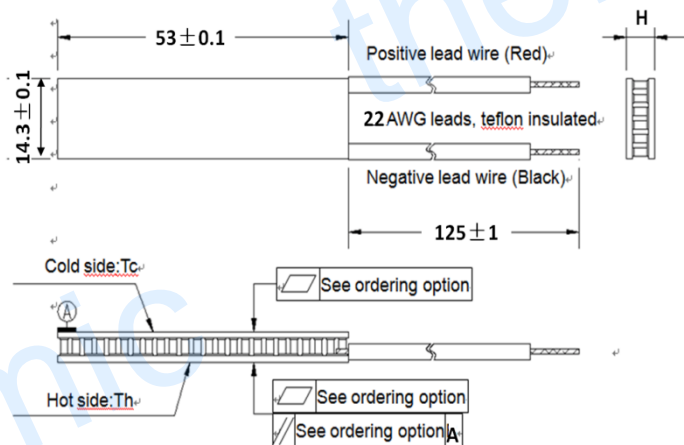 53±0.1
H
Positive lead wire (Red)
14.3±0.1
22 AWG leads, teflon insulated
Negative lead wire (Black)
125±1
Cold side:Tc
See ordering option
A
Hot side:Th
See ordering option
See ordering option A